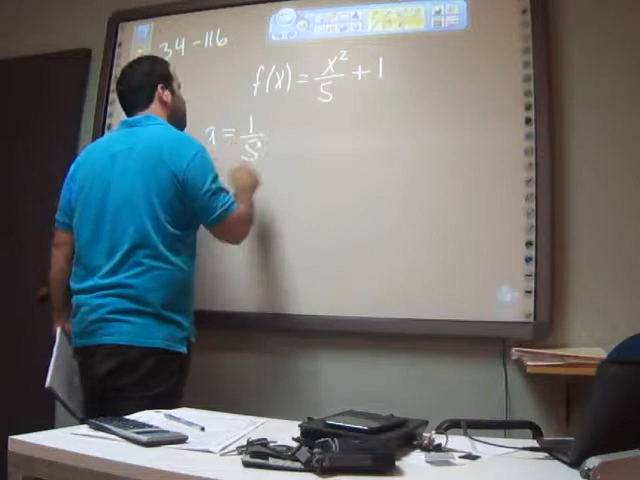 34-116
f(x) = x²/5 + 1
a = 1/5